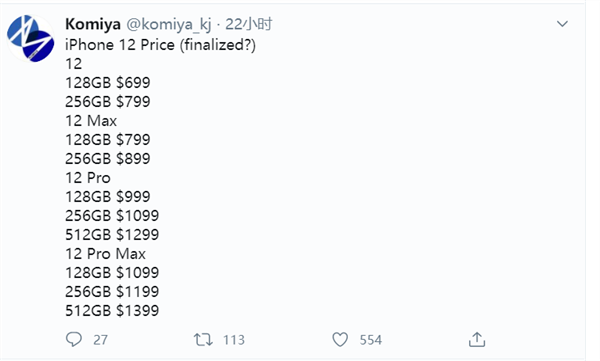 Komiya @komiya_kj · 22小时
iPhone 12 Price (finalized?)
12
128GB $699
256GB $799
12 Max
128GB $799
256GB $899
12 Pro
128GB $999
256GB $1099
512GB $1299
12 Pro Max
128GB $1099
256GB $1199
512GB $1399
27 113 554